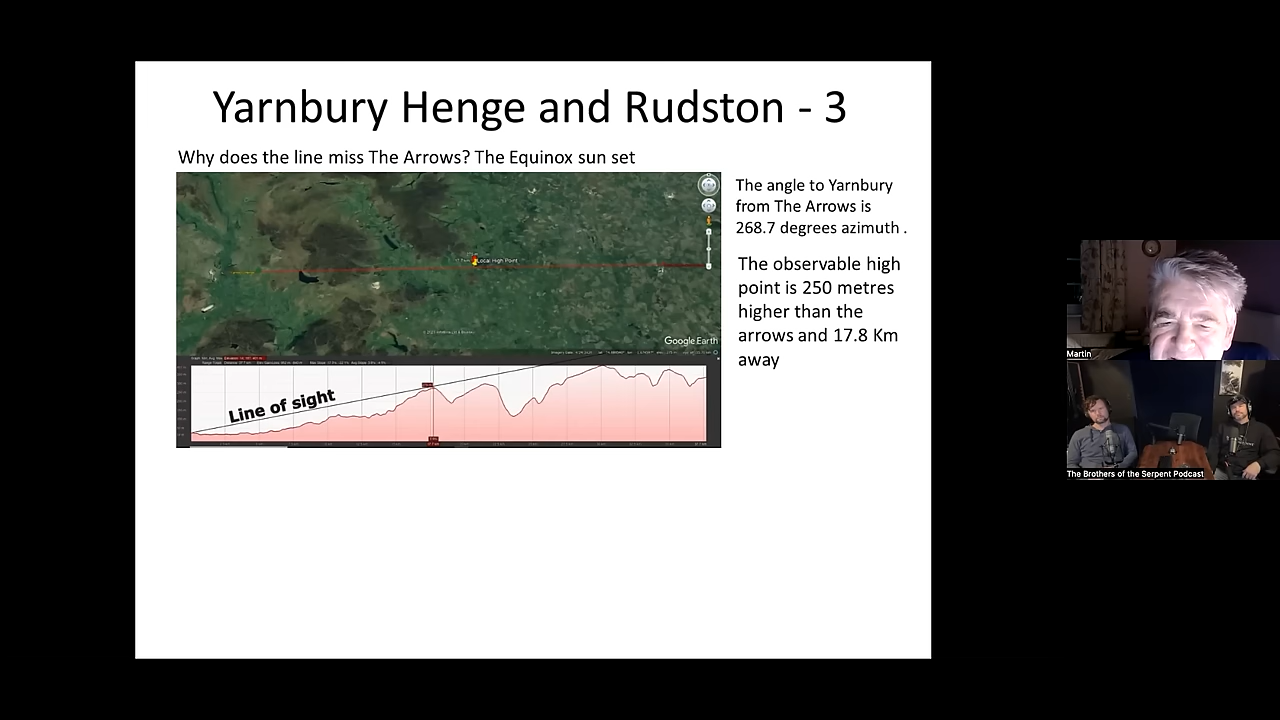 Yarnbury Henge and Rudston - 3
Why does the line miss The Arrows? The Equinox sun set
The angle to Yarnbury
from The Arrows is
268.7 degrees azimuth .
The observable high
point is 250 metres
higher than the
arrows and 17.8 Km
away
Local High Point
Google Earth
Line of sight
Martin
The Brothers of the Serpent Podcast